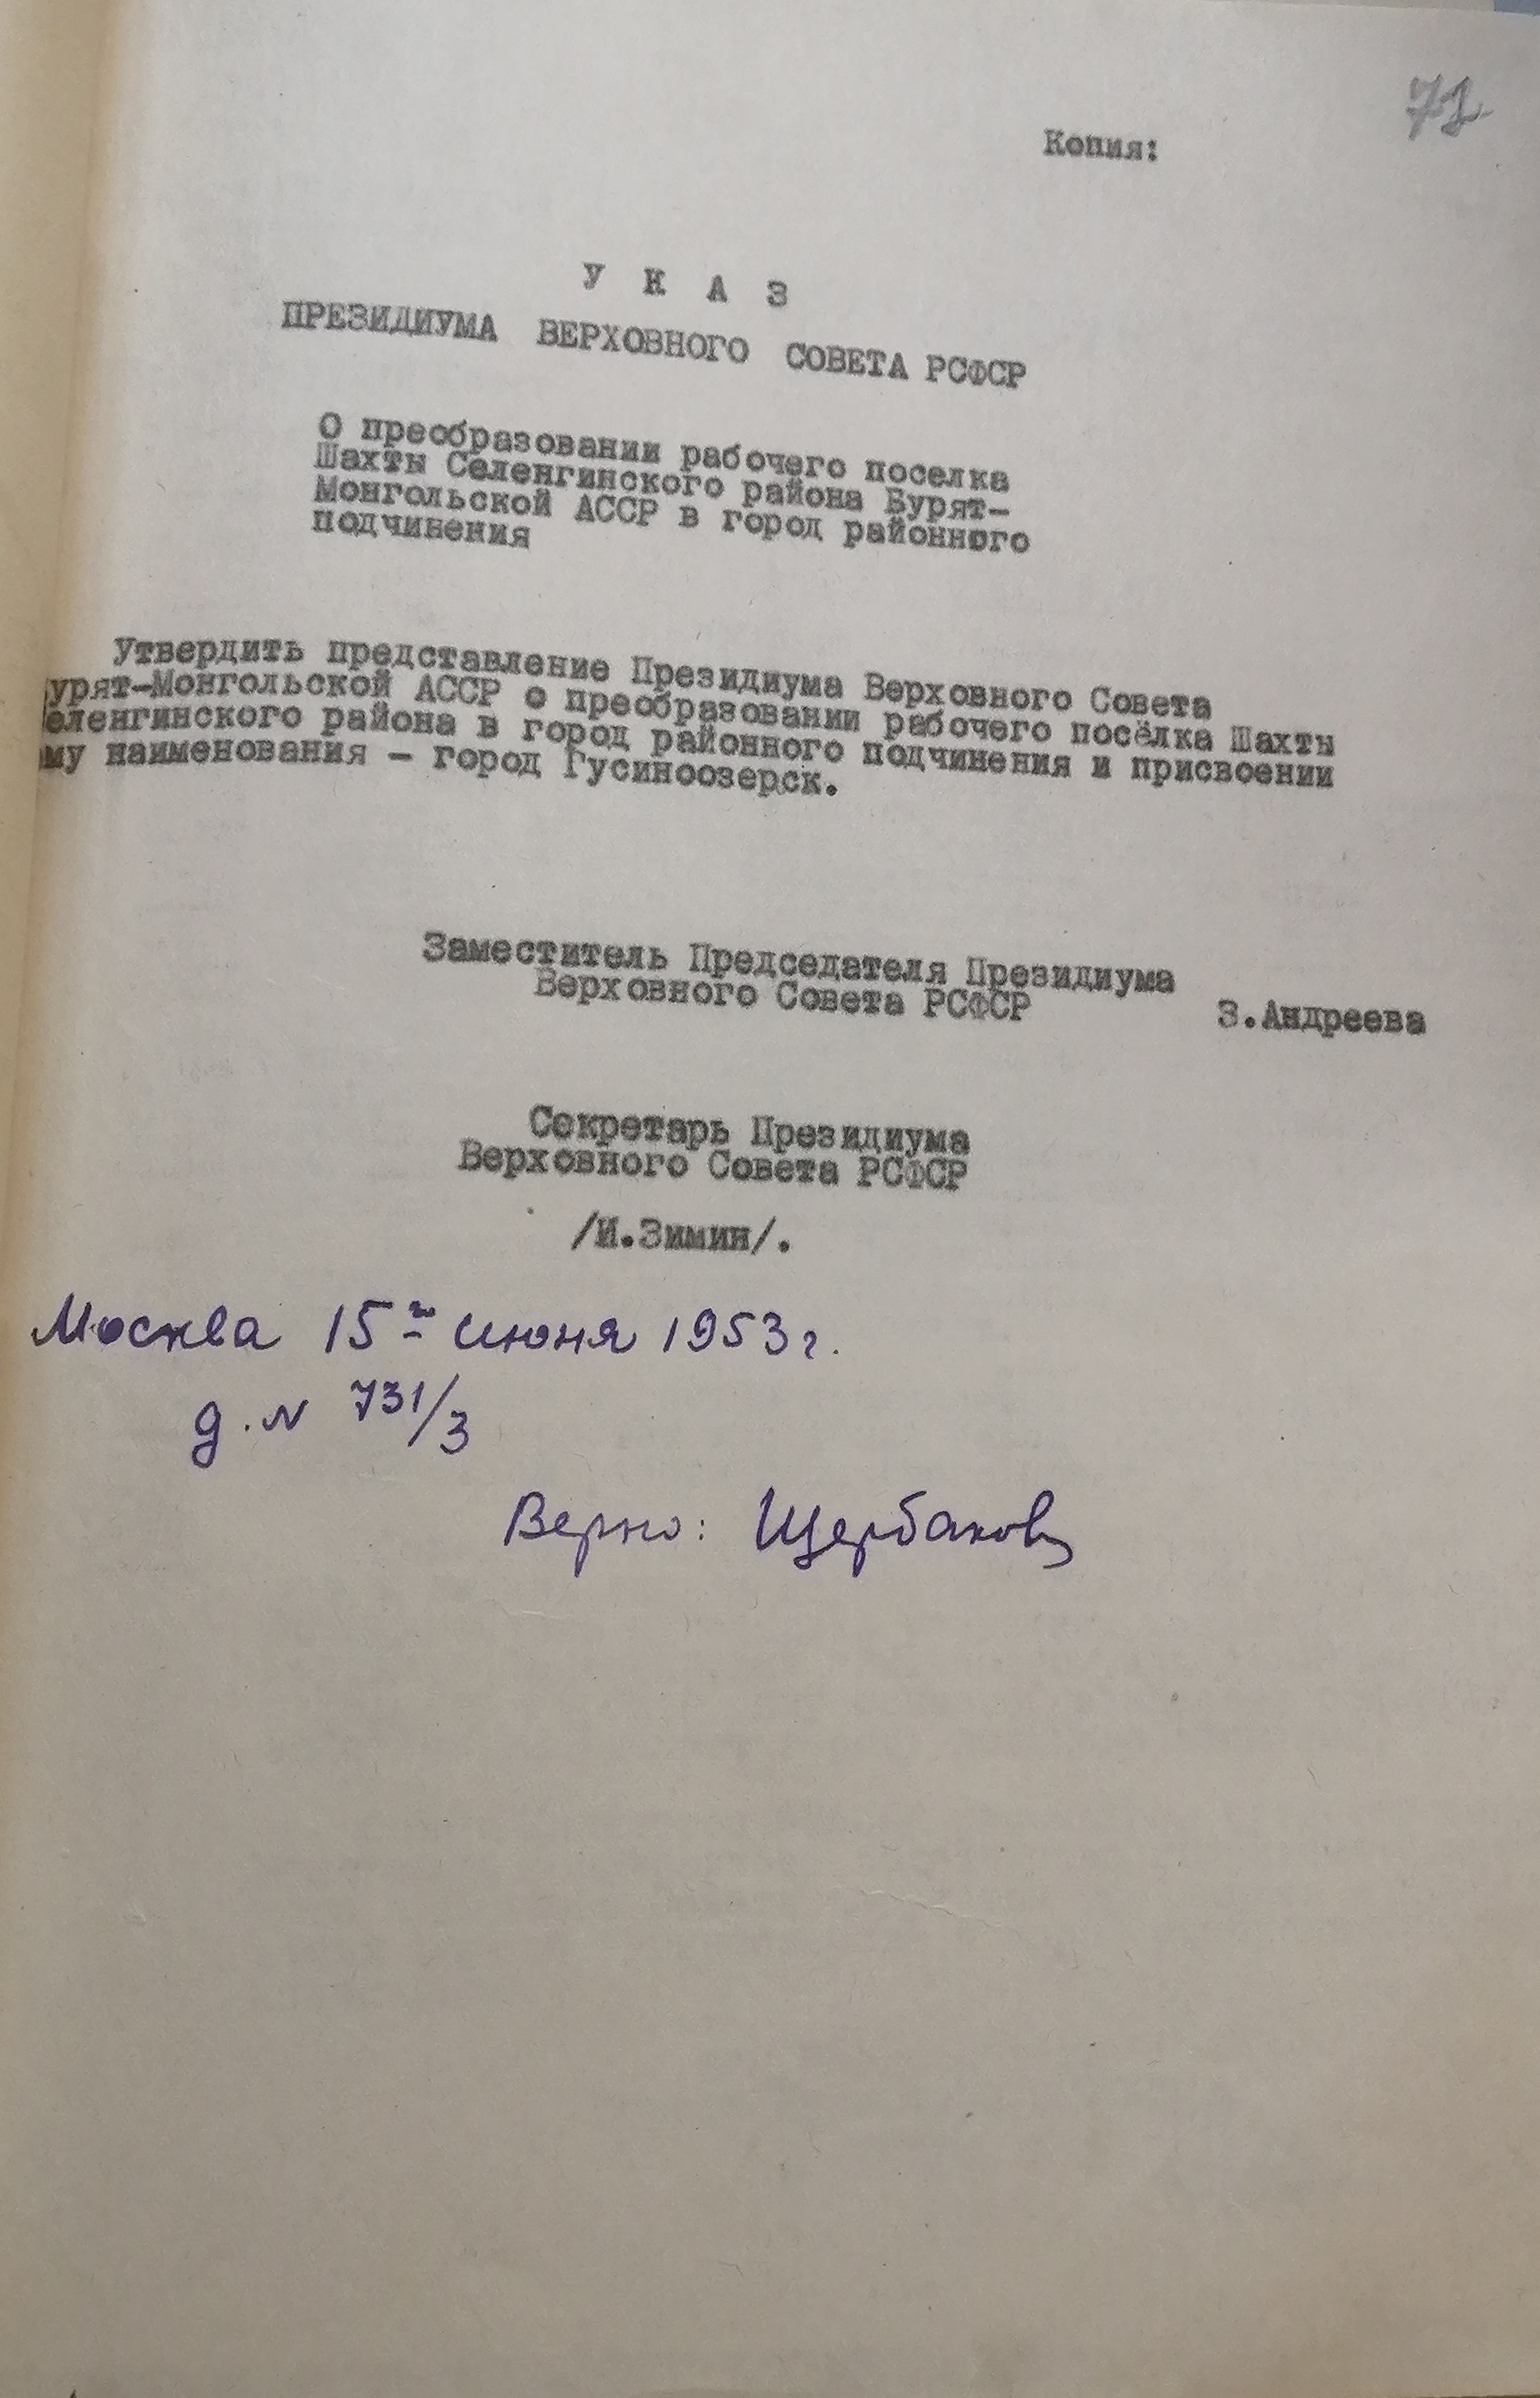 72
Копия:
У К А З
ПРЕЗИДИУМА ВЕРХОВНОГО СОВЕТА РСФСР
О преобразовании рабочего поселка
Шахты Селенгинского района Бурят-
Монгольской АССР в город районного
подчинения
Утвердить представление Президиума Верховного Совета
урят-Монгольской АССР о преобразовании рабочего посёлка Шахты
еленгинского района в город районного подчинения и присвоении
му наименования - город Гусиноозерск.
Заместитель Председателя Президиума
Верховного Совета РСФСР
З.Андреева
Секретарь Президиума
Верховного Совета РСФСР
/И.Зимин/.
Москва 15го июня 1953 г.
д. N 731/3
Верно: Щербакова